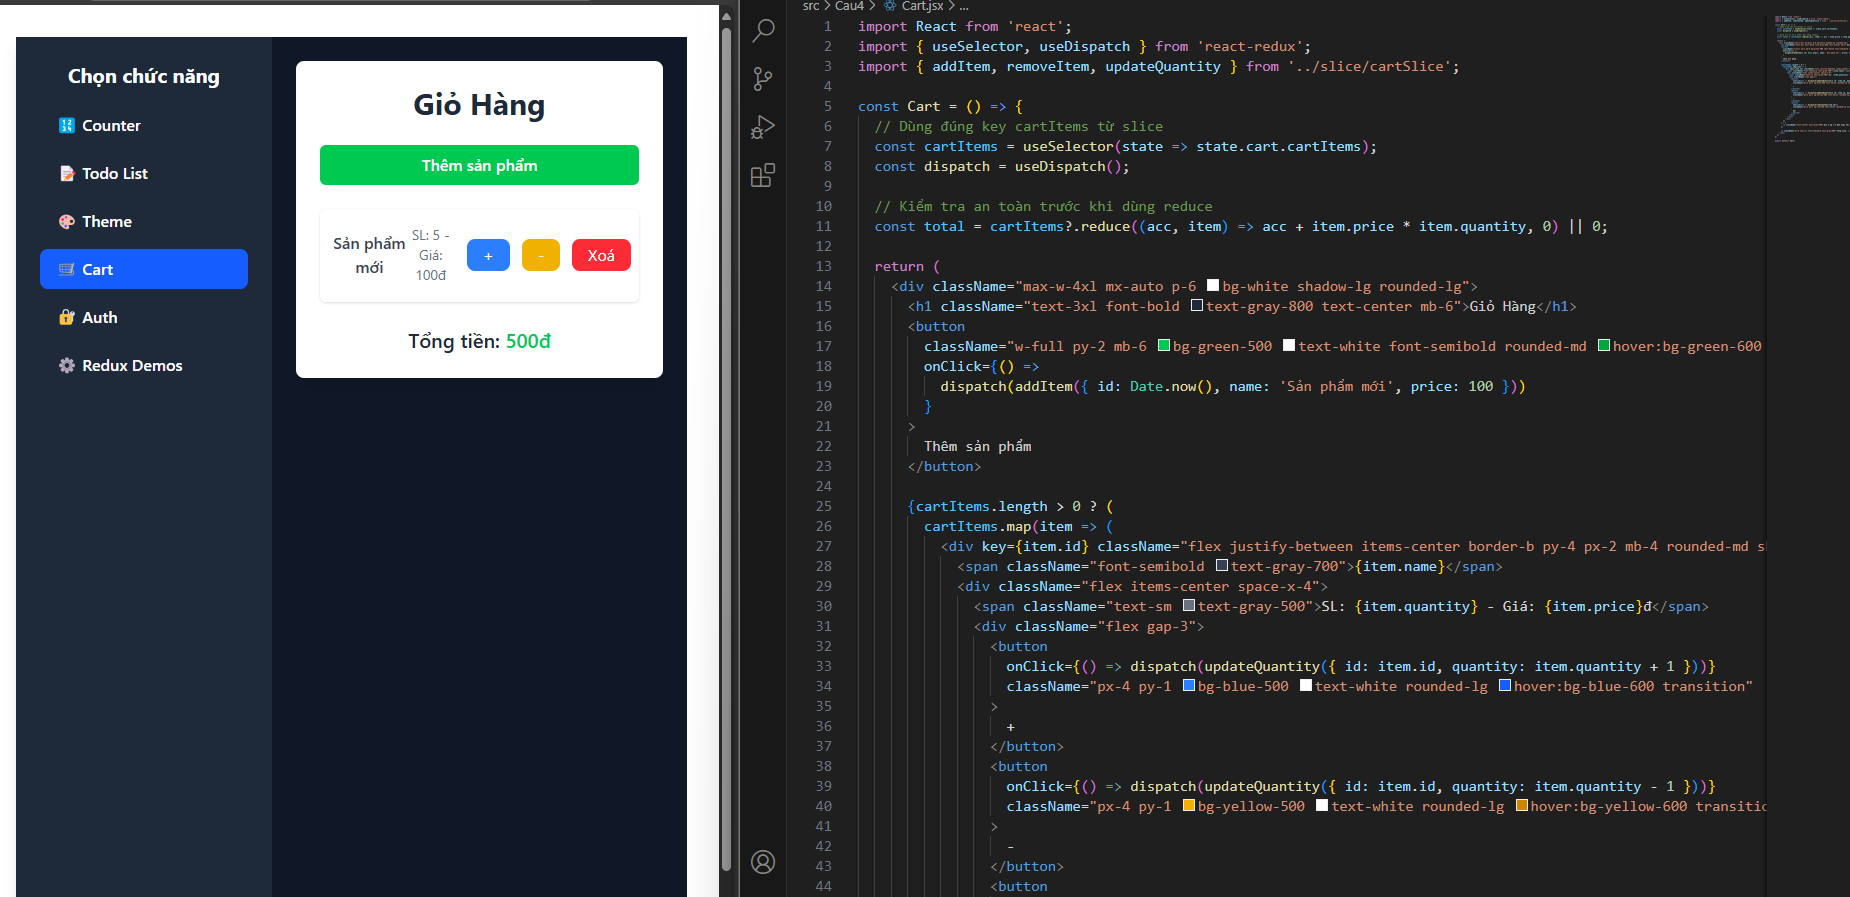 Chọn chức năng
Counter
Todo List
Theme
Cart
Auth
Redux Demos
Giỏ Hàng
Thêm sản phẩm
Sản phẩm
mới
SL: 5 -
Giá:
100đ
+
-
Xoá
Tổng tiền: 500đ
src > Cau4 > Cart.jsx > ...
1 import React from 'react';
2 import { useSelector, useDispatch } from 'react-redux';
3 import { addItem, removeItem, updateQuantity } from '../slice/cartSlice';
4
5 const Cart = () => {
6 // Dùng đúng key cartItems từ slice
7 const cartItems = useSelector(state => state.cart.cartItems);
8 const dispatch = useDispatch();
9
10 // Kiểm tra an toàn trước khi dùng reduce
11 const total = cartItems?.reduce((acc, item) => acc + item.price * item.quantity, 0) || 0;
12
13 return (
14 <div className="max-w-4xl mx-auto p-6 bg-white shadow-lg rounded-lg">
15 <h1 className="text-3xl font-bold text-gray-800 text-center mb-6">Giỏ Hàng</h1>
16 <button
17 className="w-full py-2 mb-6 bg-green-500 text-white font-semibold rounded-md hover:bg-green-600
18 onClick={() =>
19 dispatch(addItem({ id: Date.now(), name: 'Sản phẩm mới', price: 100 }))
20 }
21 >
22 Thêm sản phẩm
23 </button>
24
25 {cartItems.length > 0 ? (
26 cartItems.map(item => (
27 <div key={item.id} className="flex justify-between items-center border-b py-4 px-2 mb-4 rounded-md s
28 <span className="font-semibold text-gray-700">{item.name}</span>
29 <div className="flex items-center space-x-4">
30 <span className="text-sm text-gray-500">SL: {item.quantity} - Giá: {item.price}đ</span>
31 <div className="flex gap-3">
32 <button
33 onClick={() => dispatch(updateQuantity({ id: item.id, quantity: item.quantity + 1 }))}
34 className="px-4 py-1 bg-blue-500 text-white rounded-lg hover:bg-blue-600 transition"
35 >
36 +
37 </button>
38 <button
39 onClick={() => dispatch(updateQuantity({ id: item.id, quantity: item.quantity - 1 }))}
40 className="px-4 py-1 bg-yellow-500 text-white rounded-lg hover:bg-yellow-600 transitio
41 >
42 -
43 </button>
44 <button